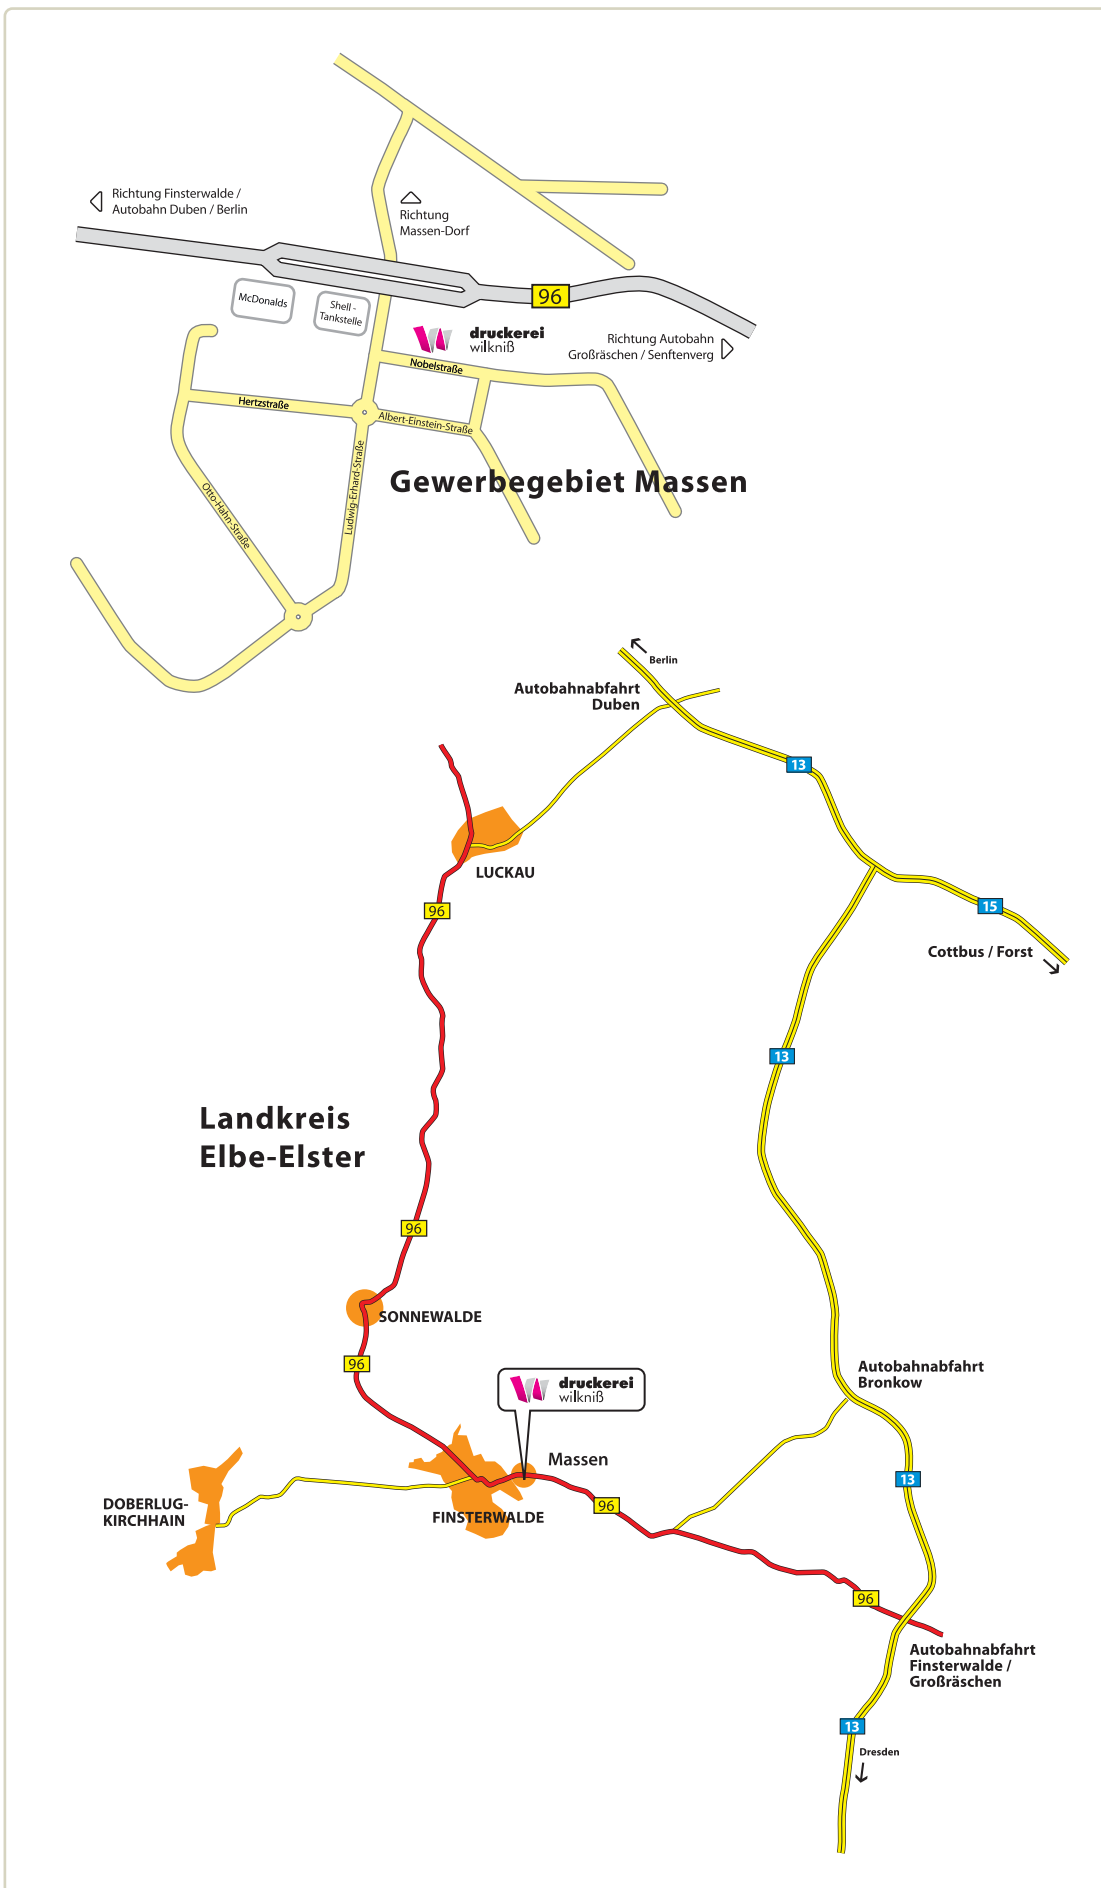 Richtung Finsterwalde /
Autobahn Duben / Berlin
Richtung
Massen-Dorf
McDonalds
Shell -
Tankstelle
96
druckerei
wilkniß
Richtung Autobahn
Großräschen / Senftenverg
Nobelstraße
Hertzstraße
Albert-Einstein-Straße
Ludwig-Erhard-Straße
Otto-Hahn-Straße
Gewerbegebiet Massen
Berlin
Autobahnabfahrt
Duben
13
LUCKAU
96
15
Cottbus / Forst
13
Landkreis
Elbe-Elster
96
SONNEWALDE
96
Autobahnabfahrt
Bronkow
druckerei
wilkniß
Massen
13
DOBERLUG-
KIRCHHAIN
FINSTERWALDE
96
96
Autobahnabfahrt
Finsterwalde /
Großräschen
13
Dresden